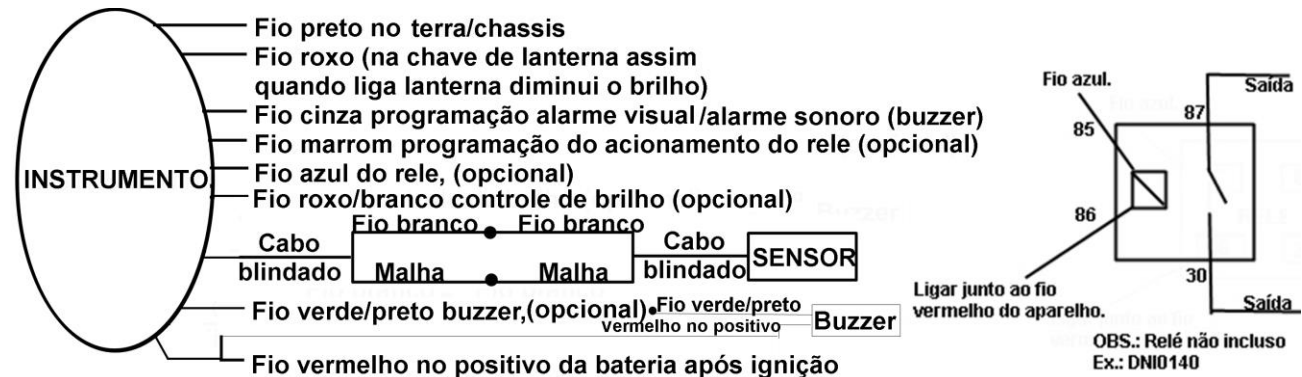 Fio preto no terra/chassis
Fio roxo (na chave de lanterna assim
quando liga lanterna diminui o brilho)
Fio cinza programação alarme visual/alarme sonoro (buzzer)
Fio marrom programação do acionamento do rele (opcional)
INSTRUMENTO
Fio azul do rele, (opcional)
Fio roxo/branco controle de brilho (opcional)
Fio branco Fio branco
Cabo
blindado
Malha Malha
Cabo
blindado
SENSOR
Fio verde/preto buzzer,(opcional)
Fio verde/preto
Vermelho no positivo
Buzzer
Fio vermelho no positivo da bateria após ignição
Fio azul.
Saída
87
85
86
30
Ligar junto ao fio
vermelho do aparelho.
Saída
OBS.: Relé não incluso
Ex.: DNI0140